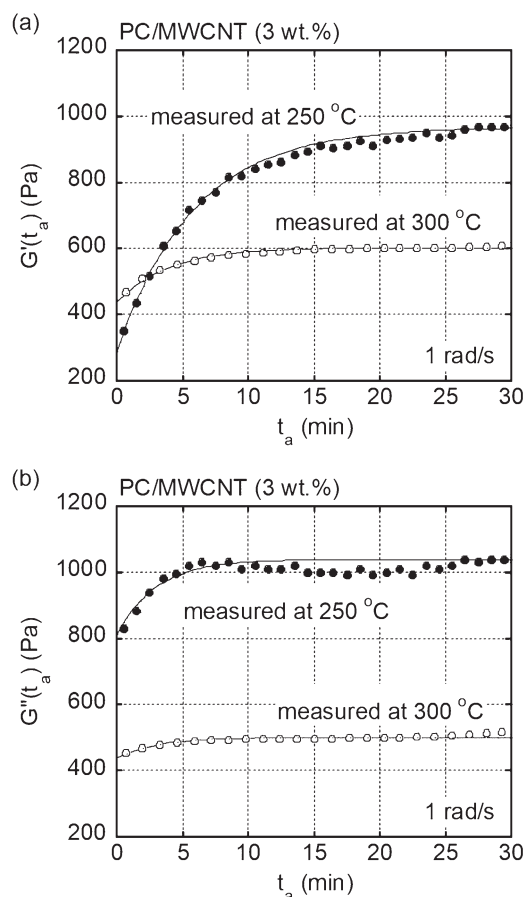 (a)
PC/MWCNT (3 wt.%)
1200
1000
800
600
400
200
G'(tₐ) (Pa)
measured at 250 °C
measured at 300 °C
1 rad/s
0 5 10 15 20 25 30
tₐ (min)
(b)
PC/MWCNT (3 wt.%)
1200
1000
800
600
400
200
G''(tₐ) (Pa)
measured at 250 °C
measured at 300 °C
1 rad/s
0 5 10 15 20 25 30
tₐ (min)